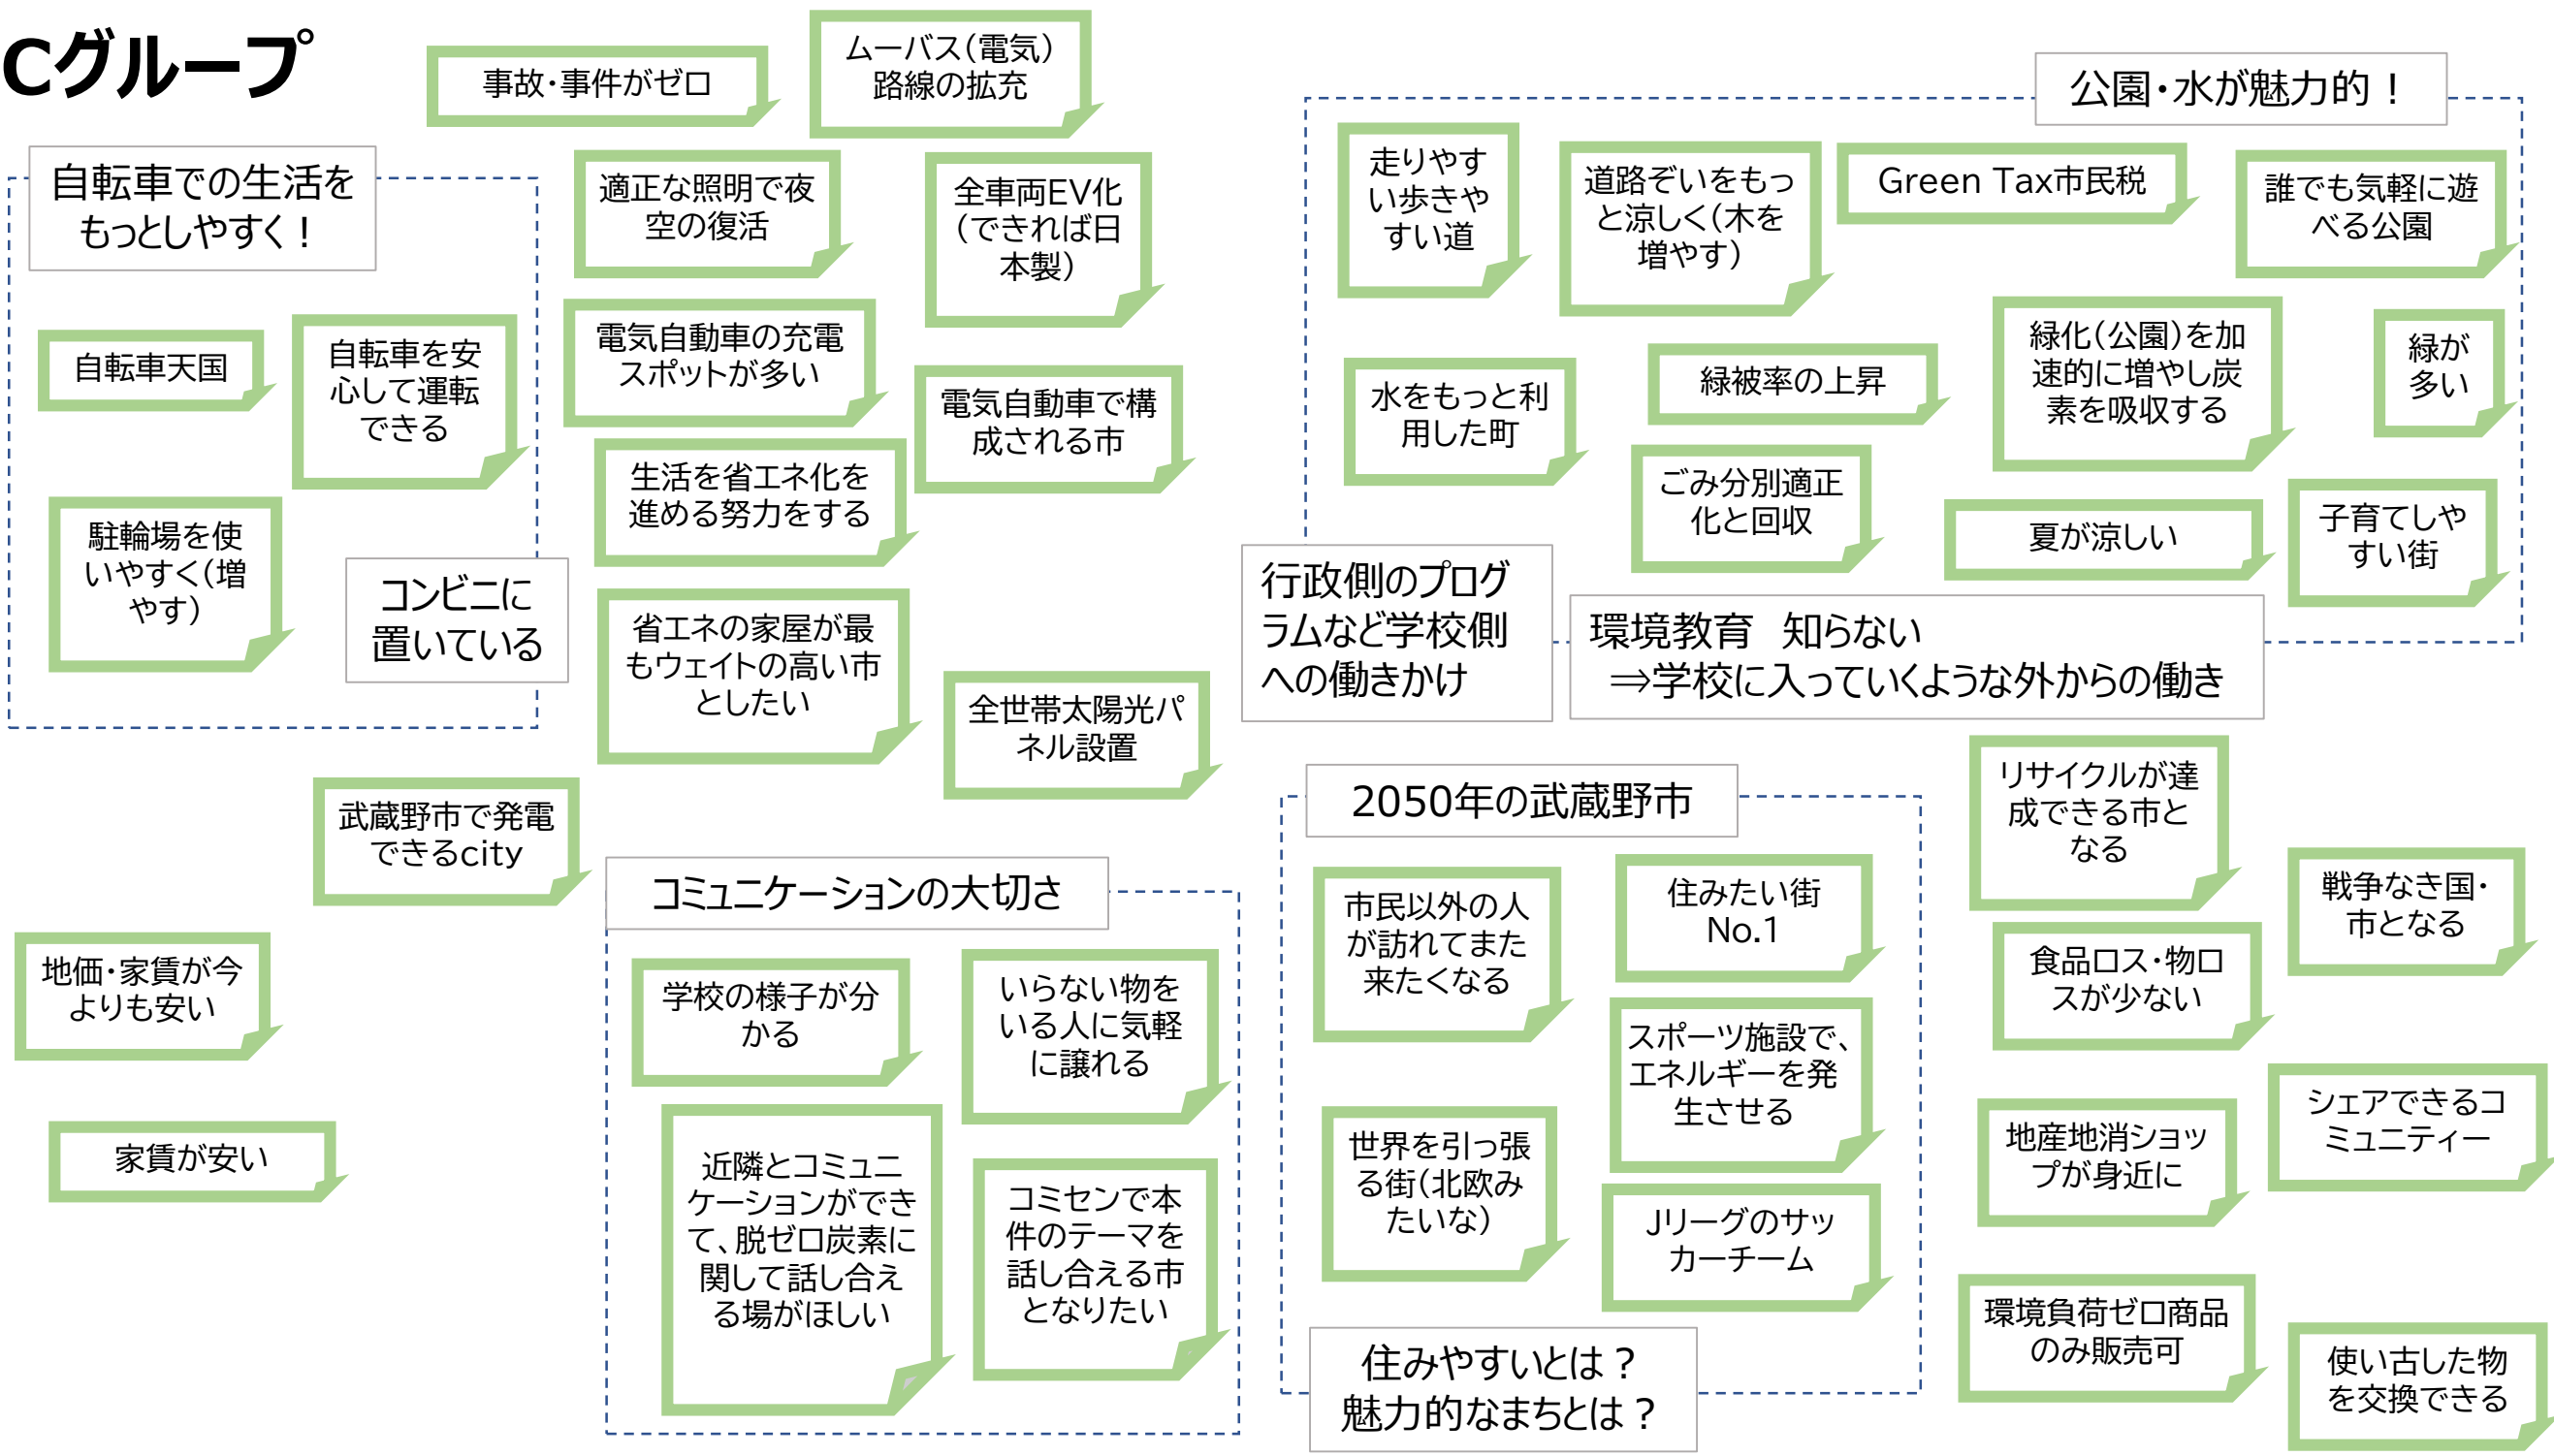 Cグループ
事故・事件がゼロ
ムーバス（電気）
路線の拡充
自転車での生活を
もっとしやすく！
自転車天国
自転車を安
心して運転
できる
駐輪場を使
いやすく（増
やす）
コンビニに
置いている
適正な照明で夜
空の復活
全車両EV化
（できれば日
本製）
電気自動車の充電
スポットが多い
電気自動車で構
成される市
生活を省エネ化を
進める努力をする
省エネの家屋が最
もウェイトの高い市
としたい
全世帯太陽光パ
ネル設置
武蔵野市で発電
できるcity
地価・家賃が今
よりも安い
家賃が安い
公園・水が魅力的！
走りやす
い歩きや
すい道
道路ぞいをもっ
と涼しく（木を
増やす）
Green Tax市民税
誰でも気軽に遊
べる公園
水をもっと利
用した町
緑被率の上昇
緑化（公園）を加
速的に増やし炭
素を吸収する
緑が
多い
ごみ分別適正
化と回収
夏が涼しい
子育てしや
すい街
行政側のプログ
ラムなど学校側
への働きかけ
環境教育　知らない
⇒学校に入っていくような外からの働き
コミュニケーションの大切さ
学校の様子が分
かる
いらない物を
いる人に気軽
に譲れる
近隣とコミュニ
ケーションができ
て、脱ゼロ炭素に
関して話し合え
る場がほしい
コミセンで本
件のテーマを
話し合える市
となりたい
2050年の武蔵野市
市民以外の人
が訪れてまた
来たくなる
住みたい街
No.1
スポーツ施設で、
エネルギーを発
生させる
世界を引っ張
る街（北欧み
たいな）
Jリーグのサッ
カーチーム
住みやすいとは？
魅力的なまちとは？
リサイクルが達
成できる市と
なる
戦争なき国・
市となる
食品ロス・物ロ
スが少ない
シェアできるコ
ミュニティー
地産地消ショッ
プが身近に
環境負荷ゼロ商品
のみ販売可
使い古した物
を交換できる